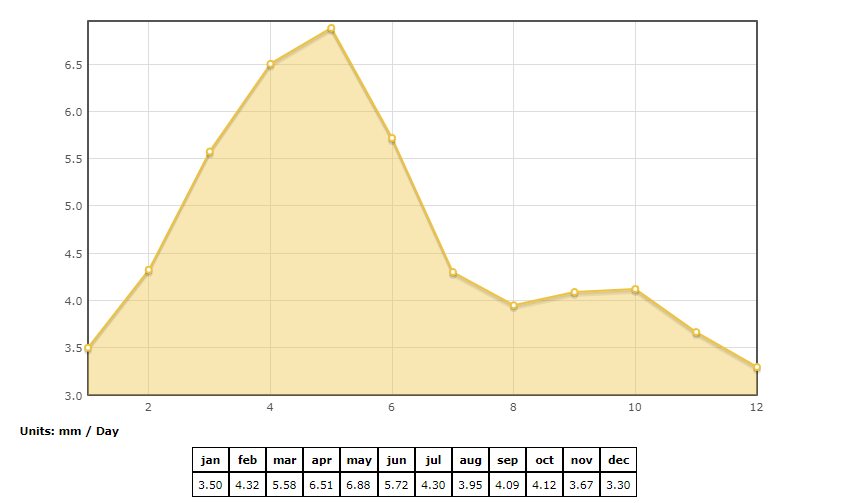 6.5
6.0
5.5
5.0
4.5
4.0
3.5
3.0
2 4 6 8 10 12
Units: mm / Day
jan feb mar apr may jun jul aug sep oct nov dec
3.50 4.32 5.58 6.51 6.88 5.72 4.30 3.95 4.09 4.12 3.67 3.30